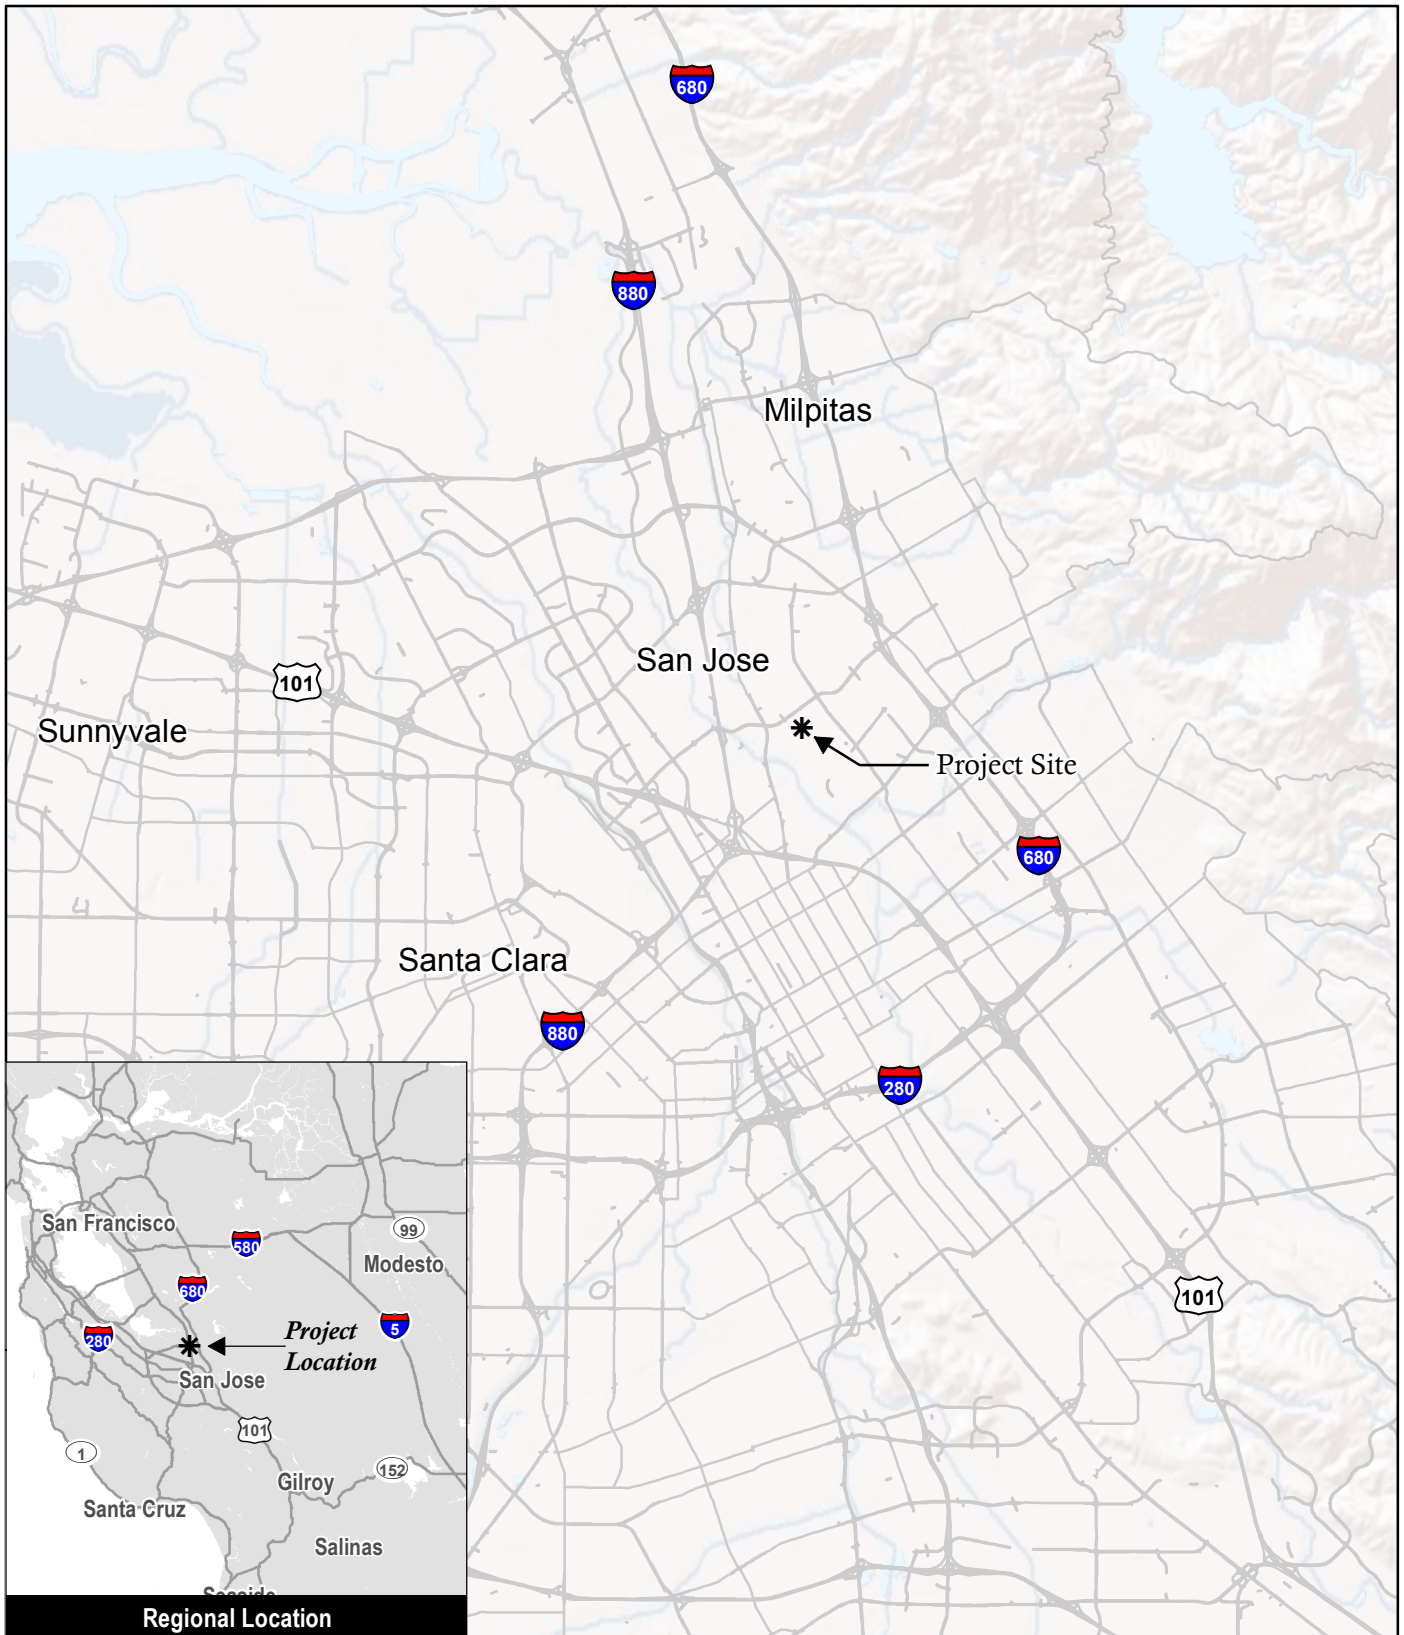 680
880
Milpitas
San Jose
101
Sunnyvale
Project Site
680
Santa Clara
880
280
101
San Francisco
99
580
Modesto
680
5
280
Project
Location
San Jose
101
1
152
Gilroy
Santa Cruz
Salinas
Regional Location